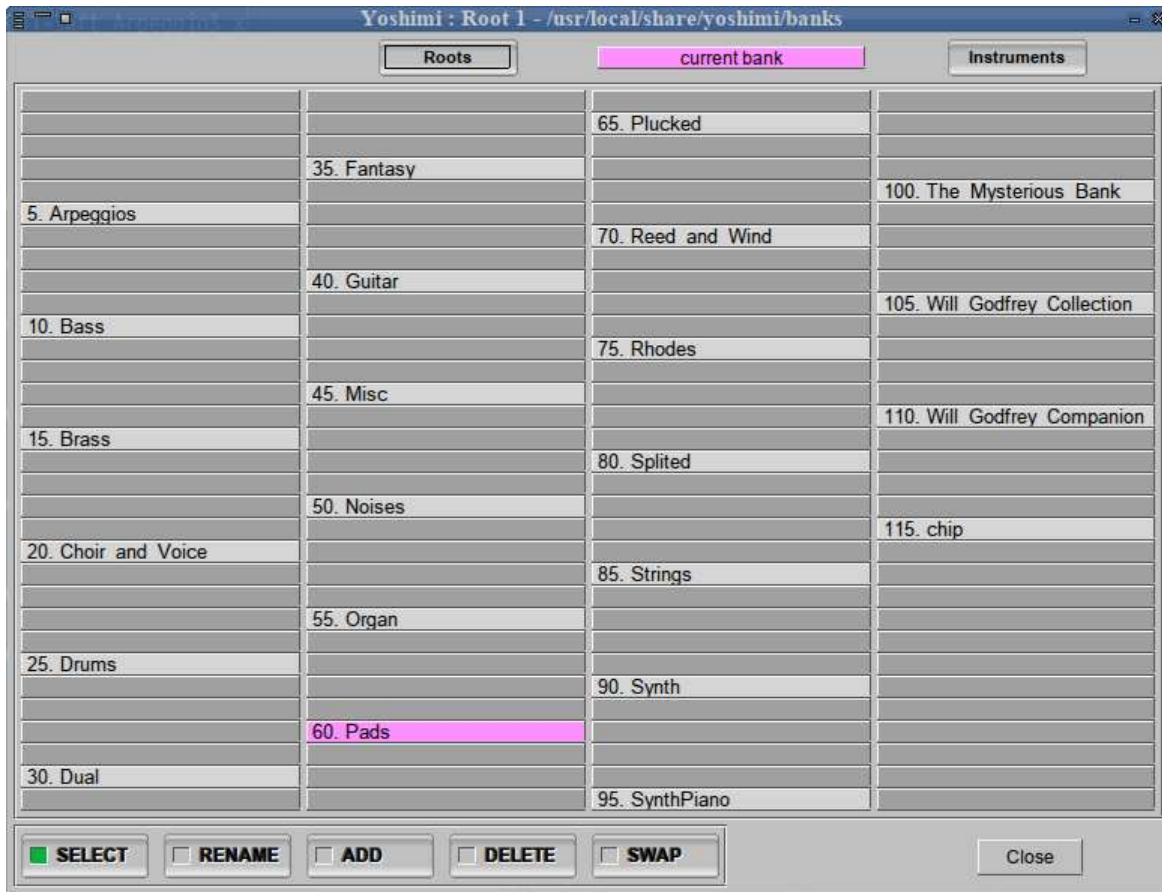 Yoshimi : Root 1 - /usr/local/share/yoshimi/banks
Roots
current bank
Instruments
5. Arpeggios
10. Bass
15. Brass
20. Choir and Voice
25. Drums
30. Dual
35. Fantasy
40. Guitar
45. Misc
50. Noises
55. Organ
60. Pads
65. Plucked
70. Reed and Wind
75. Rhodes
80. Splited
85. Strings
90. Synth
95. SynthPiano
100. The Mysterious Bank
105. Will Godfrey Collection
110. Will Godfrey Companion
115. chip
SELECT
RENAME
ADD
DELETE
SWAP
Close